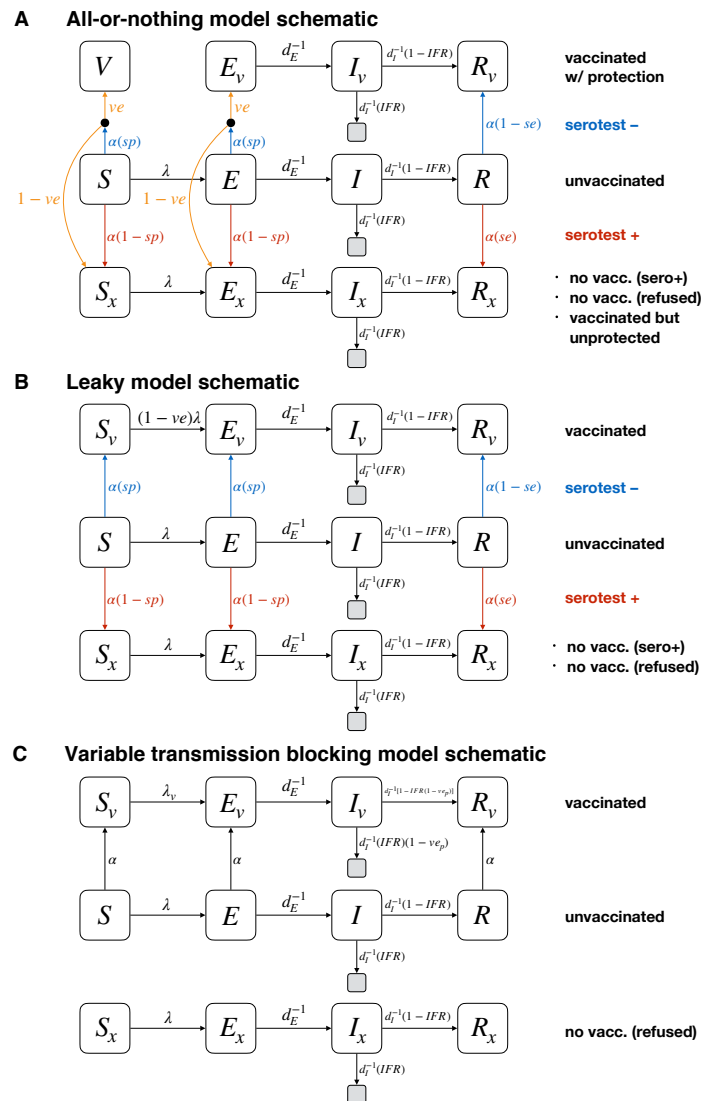 A All-or-nothing model schematic
V E_v d_E^{-1} I_v d_I^{-1}(1 − IFR) R_v vaccinated
w/ protection
ve ve d_I^{-1}(IFR)
α(sp) α(sp) α(1 − se) serotest −
S λ E d_E^{-1} I d_I^{-1}(1 − IFR) R unvaccinated
1 − ve 1 − ve d_I^{-1}(IFR)
α(1 − sp) α(1 − sp) α(se) serotest +
S_x λ E_x d_E^{-1} I_x d_I^{-1}(1 − IFR) R_x
d_I^{-1}(IFR)
· no vacc. (sero+)
· no vacc. (refused)
· vaccinated but
unprotected
B Leaky model schematic
S_v (1 − ve)λ E_v d_E^{-1} I_v d_I^{-1}(1 − IFR) R_v vaccinated
d_I^{-1}(IFR)
α(sp) α(sp) α(1 − se) serotest −
S λ E d_E^{-1} I d_I^{-1}(1 − IFR) R unvaccinated
d_I^{-1}(IFR)
α(1 − sp) α(1 − sp) α(se) serotest +
S_x λ E_x d_E^{-1} I_x d_I^{-1}(1 − IFR) R_x
d_I^{-1}(IFR)
· no vacc. (sero+)
· no vacc. (refused)
C Variable transmission blocking model schematic
S_v λ_v E_v d_E^{-1} I_v d_I^{-1}[1 − IFR(1 − ve_p)] R_v vaccinated
d_I^{-1}(IFR)(1 − ve_p)
α α α
S λ E d_E^{-1} I d_I^{-1}(1 − IFR) R unvaccinated
d_I^{-1}(IFR)
S_x λ E_x d_E^{-1} I_x d_I^{-1}(1 − IFR) R_x no vacc. (refused)
d_I^{-1}(IFR)